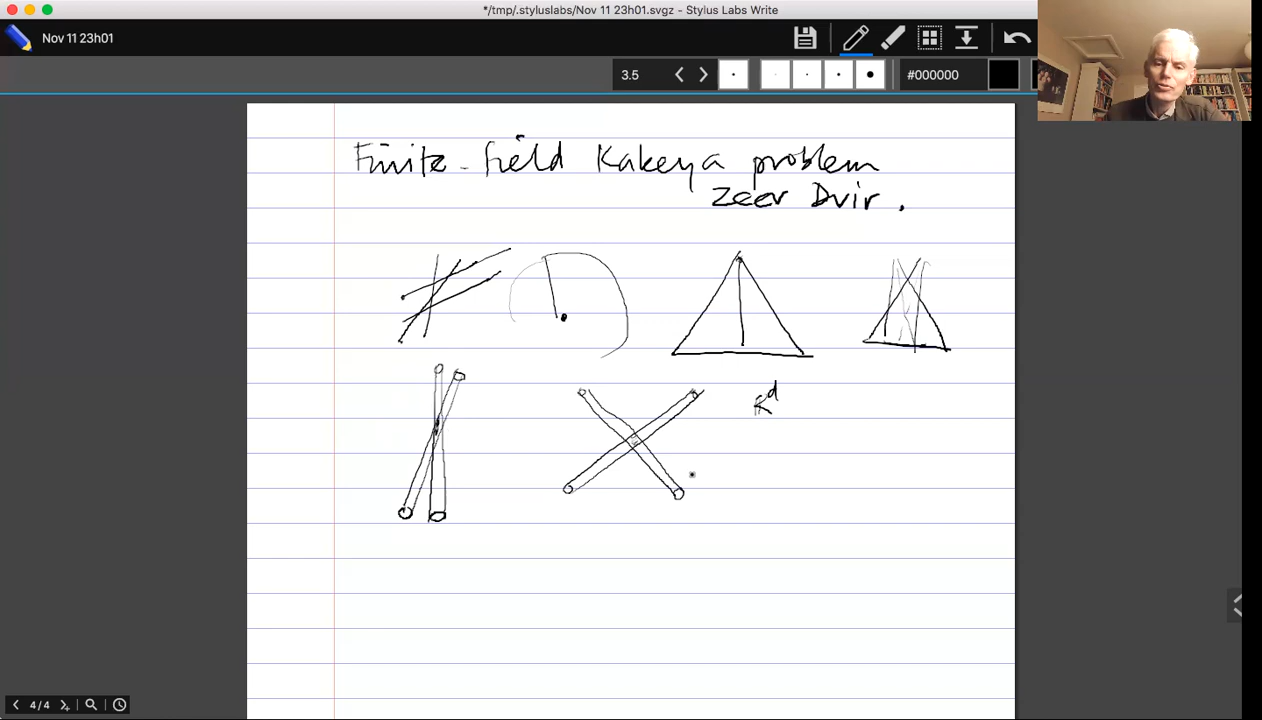 */tmp/.styluslabs/Nov 11 23h01.svgz - Stylus Labs Write
Nov 11 23h01
3.5
#000000
Finite-field Kakeya problem
Zeev Dvir.
R^d
4/4